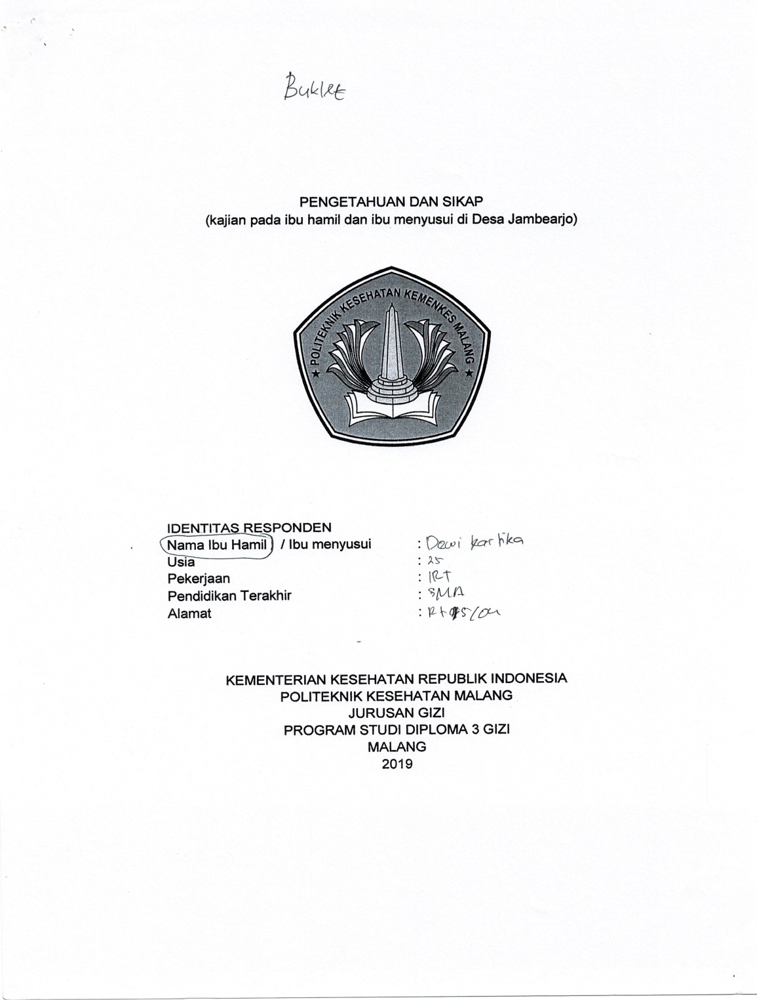 Buklet
PENGETAHUAN DAN SIKAP
(kajian pada ibu hamil dan ibu menyusui di Desa Jambearjo)
★ POLITEKNIK KESEHATAN KEMENKES MALANG ★
IDENTITAS RESPONDEN
Nama Ibu Hamil / Ibu menyusui : Dewi kartika
Usia : 25
Pekerjaan : IRT
Pendidikan Terakhir : SMA
Alamat : Rt
KEMENTERIAN KESEHATAN REPUBLIK INDONESIA
POLITEKNIK KESEHATAN MALANG
JURUSAN GIZI
PROGRAM STUDI DIPLOMA 3 GIZI
MALANG
2019